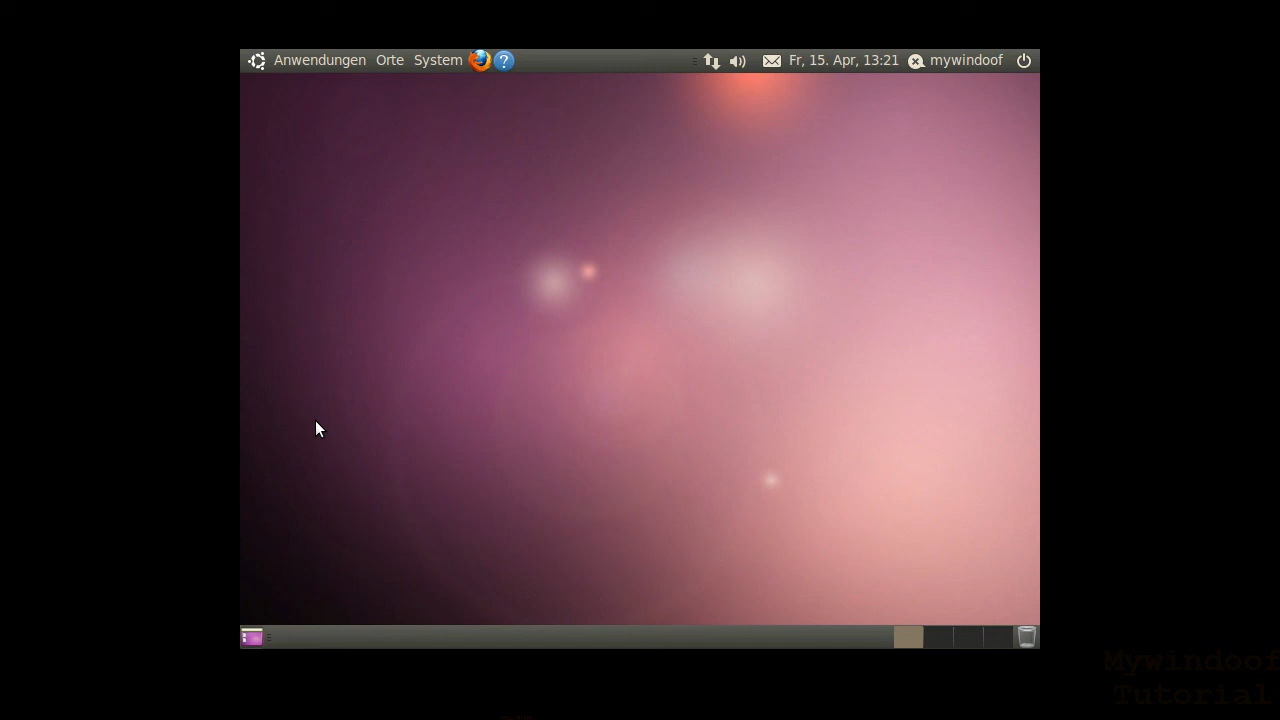 Anwendungen Orte System ? Fr, 15. Apr, 13:21 mywindoof
Mywindoof
Tutorial